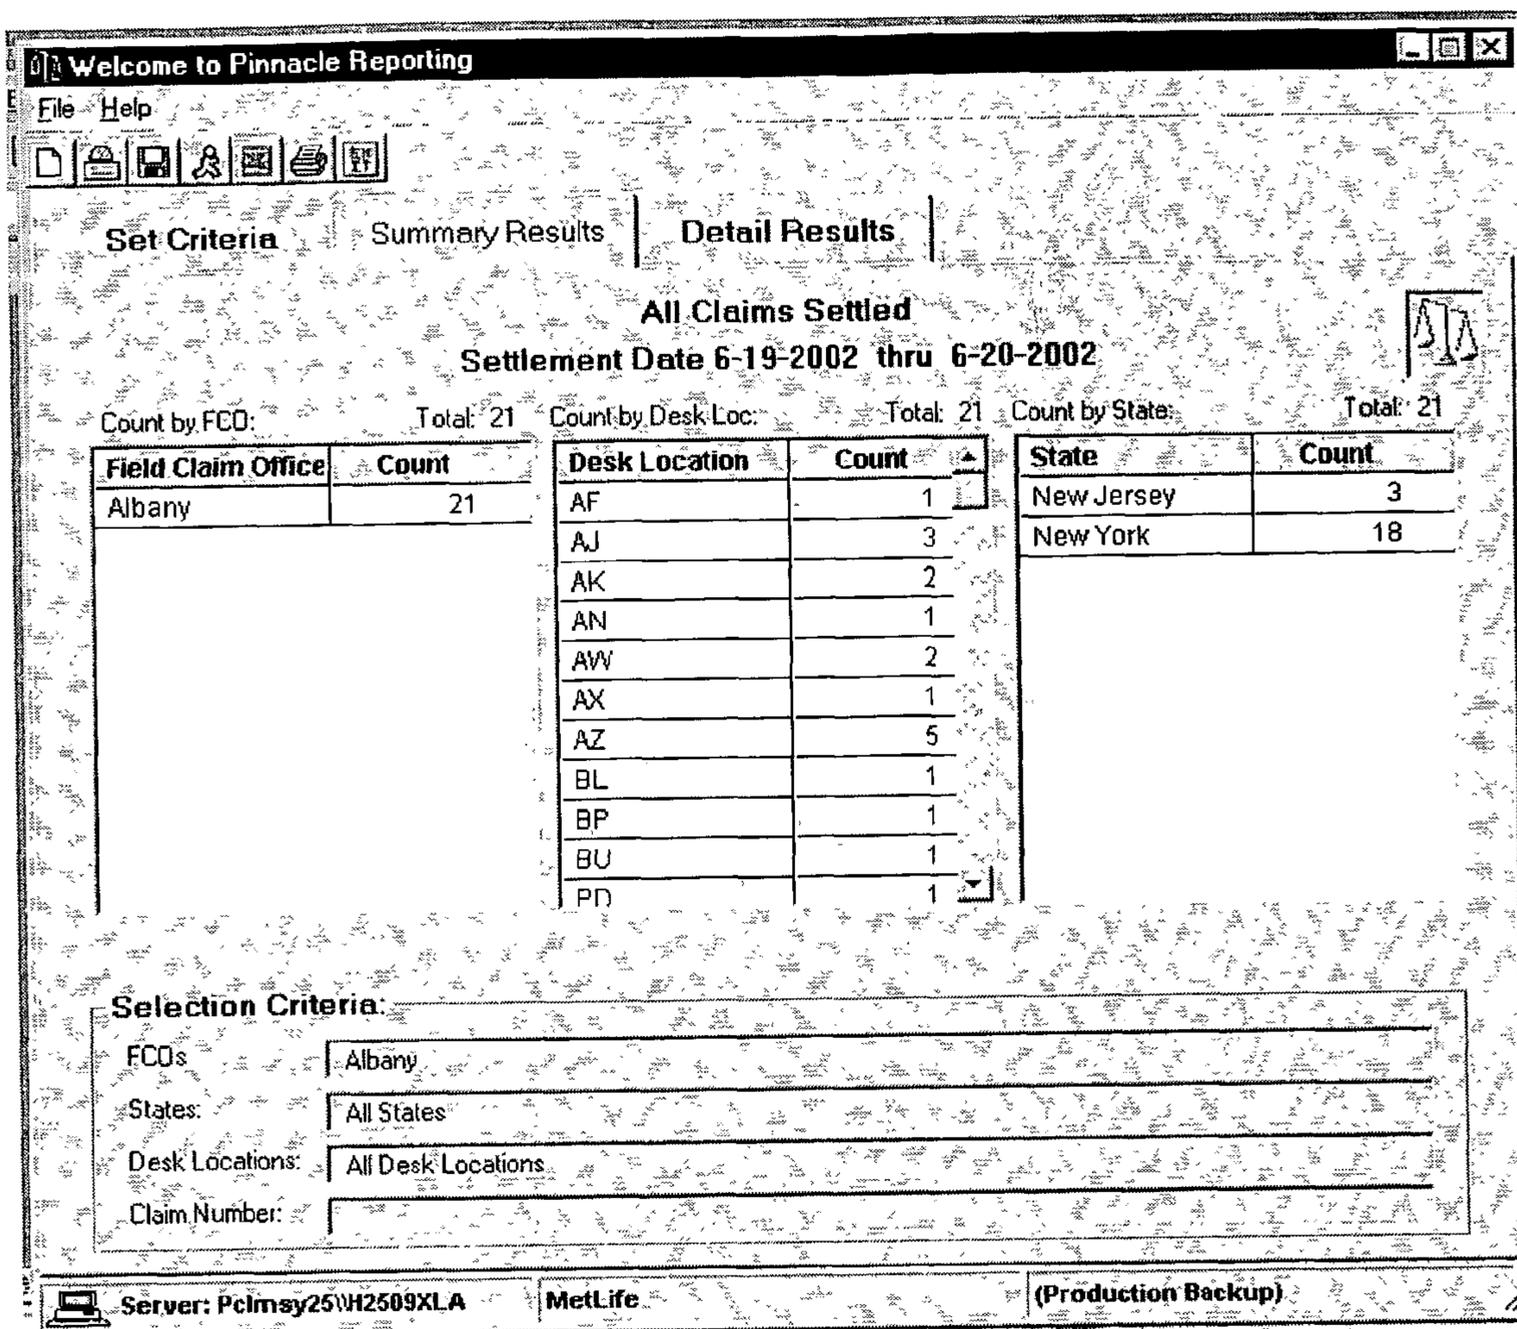 Welcome to Pinnacle Reporting
File Help
EXIT
Set Criteria Summary Results Detail Results
All Claims Settled
Settlement Date 6-19-2002 thru 6-20-2002
Count by FCO: Total: 21 Count by Desk Loc: Total: 21 Count by State: Total: 21
Field Claim Office Count Desk Location Count State Count
Albany 21 AF 1 New Jersey 3
AJ 3 New York 18
AK 2
AN 1
AW 2
AX 1
AZ 5
BL 1
BP 1
BU 1
PD 1
Selection Criteria:
FCOs Albany
States: All States
Desk Locations: All Desk Locations
Claim Number:
Server: Pclmsy25\\H2509XLA MetLife (Production Backup)